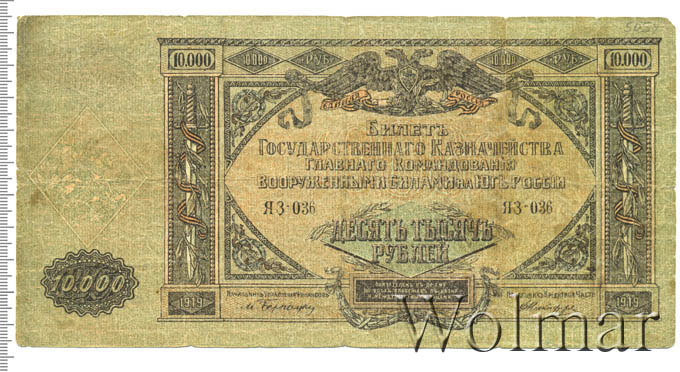 10.000 10.000 РУБ. 10.000
БИЛЕТЪ
ГОСУДАРСТВЕННАГО КАЗНАЧЕЙСТВА
ГЛАВНАГО КОМАНДОВАНІЯ
ВООРУЖЕННЫМИ СИЛАМИ НА ЮГѢ РОССІИ
ЯЗ-036 ЯЗ-036
ДЕСЯТЬ ТЫСЯЧЪ
РУБЛЕЙ
10.000
1919 1919
Wolmar